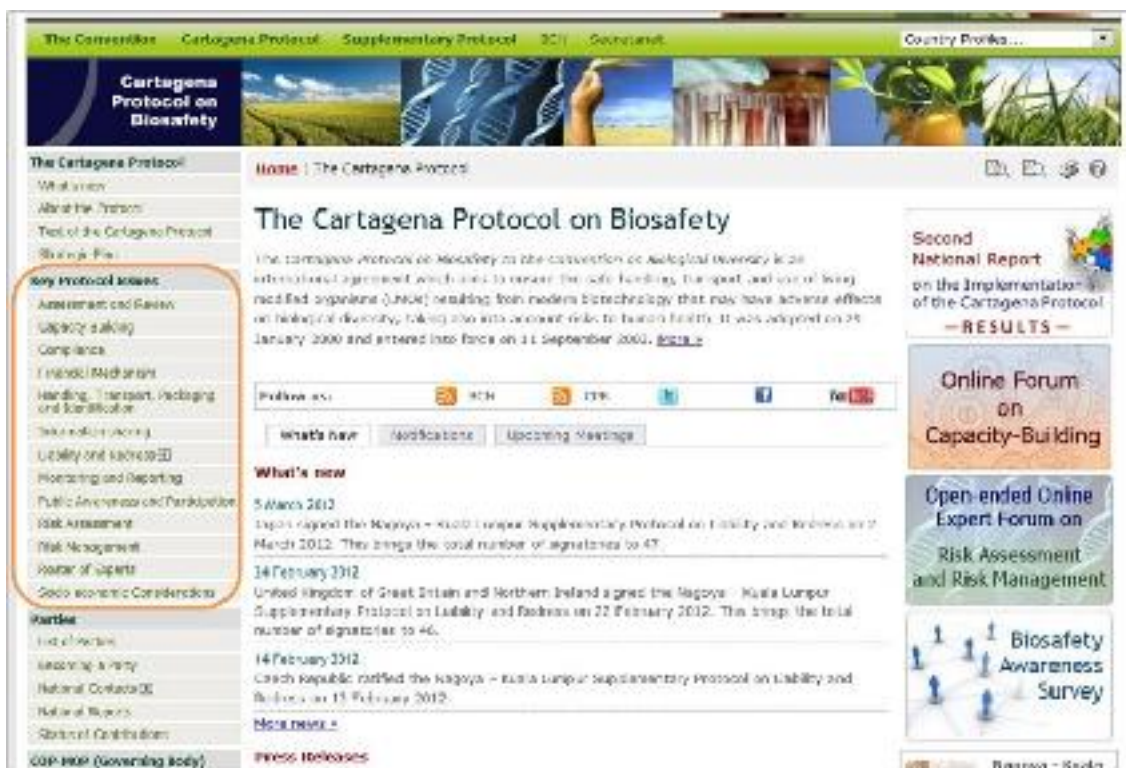 The Convention Cartagena Protocol Supplementary Protocol BCH Secretariat Country Profiles...
Cartagena
Protocol on
Biosafety
The Cartagena Protocol
What's new
About the Protocol
Text of the Cartagena Protocol
Strategic Plan
Key Protocol Issues
Assessment and Review
Capacity Building
Compliance
Financial Mechanism
Handling, Transport, Packaging
and Identification
Information sharing
Liability and Redress
Monitoring and Reporting
Public Awareness and Participation
Risk Assessment
Risk Management
Roster of Experts
Socio-economic Considerations
Parties
List of Parties
Becoming a Party
National Contacts
National Reports
Status of Contributions
COP-MOP (Governing Body)
Home | The Cartagena Protocol
The Cartagena Protocol on Biosafety
The Cartagena Protocol on Biosafety to the Convention on Biological Diversity is an
international agreement which aims to ensure the safe handling, transport and use of living
modified organisms (LMOs) resulting from modern biotechnology that may have adverse effects
on biological diversity, taking also into account risks to human health. It was adopted on 29
January 2000 and entered into force on 11 September 2003. More »
Follow us: BCH CPB
What's New Notifications Upcoming Meetings
What's new
5 March 2012
Japan signed the Nagoya – Kuala Lumpur Supplementary Protocol on Liability and Redress on 2
March 2012. This brings the total number of signatories to 47.
24 February 2012
United Kingdom of Great Britain and Northern Ireland signed the Nagoya – Kuala Lumpur
Supplementary Protocol on Liability and Redress on 22 February 2012. This brings the total
number of signatories to 46.
14 February 2012
Czech Republic ratified the Nagoya – Kuala Lumpur Supplementary Protocol on Liability and
Redress on 13 February 2012.
More news »
Press Releases
Second
National Report
on the Implementation
of the Cartagena Protocol
– RESULTS –
Online Forum
on
Capacity-Building
Open-ended Online
Expert Forum on
Risk Assessment
and Risk Management
Biosafety
Awareness
Survey
Nagoya - Kuala